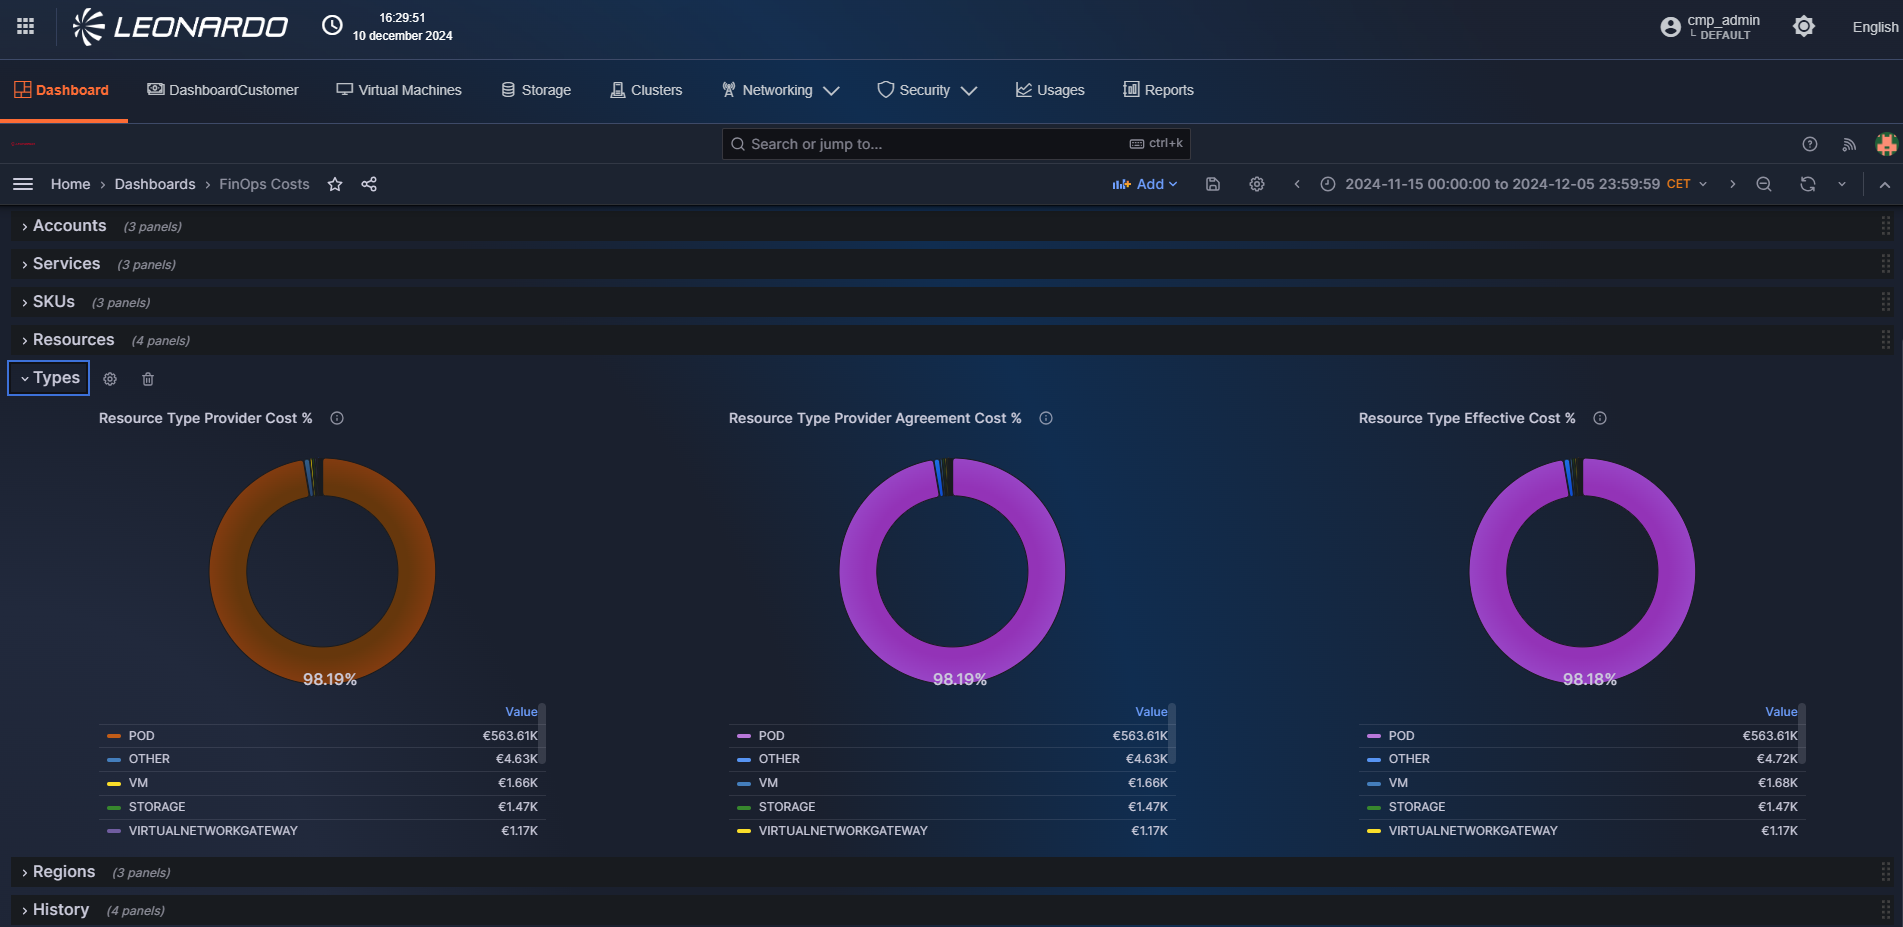 LEONARDO
16:29:51
10 december 2024
cmp_admin
└ DEFAULT
English
Dashboard
DashboardCustomer
Virtual Machines
Storage
Clusters
Networking
Security
Usages
Reports
Search or jump to...
ctrl+k
Home › Dashboards › FinOps Costs
Add
2024-11-15 00:00:00 to 2024-12-05 23:59:59 CET
Accounts (3 panels)
Services (3 panels)
SKUs (3 panels)
Resources (4 panels)
Types
Resource Type Provider Cost %
98.19%
Value
POD €563.61K
OTHER €4.63K
VM €1.66K
STORAGE €1.47K
VIRTUALNETWORKGATEWAY €1.17K
Resource Type Provider Agreement Cost %
98.19%
Value
POD €563.61K
OTHER €4.63K
VM €1.66K
STORAGE €1.47K
VIRTUALNETWORKGATEWAY €1.17K
Resource Type Effective Cost %
98.18%
Value
POD €563.61K
OTHER €4.72K
VM €1.68K
STORAGE €1.47K
VIRTUALNETWORKGATEWAY €1.17K
Regions (3 panels)
History (4 panels)